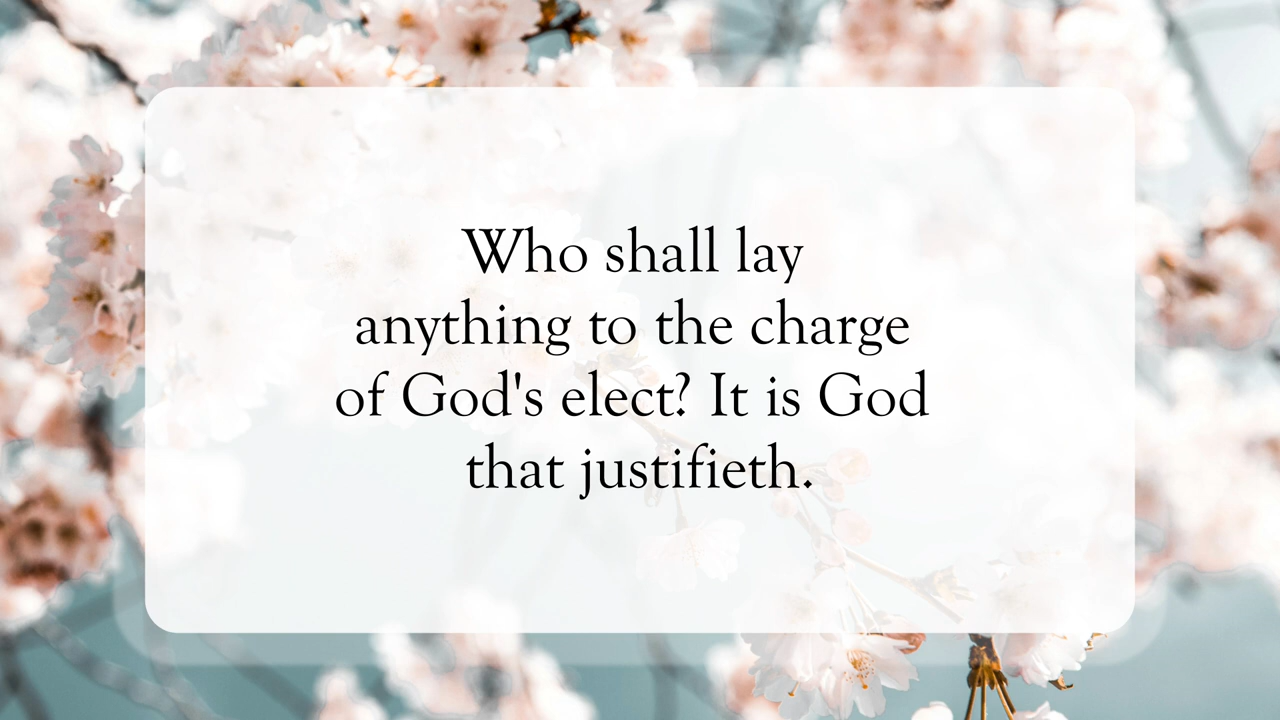 Who shall lay
anything to the charge
of God's elect? It is God
that justifieth.